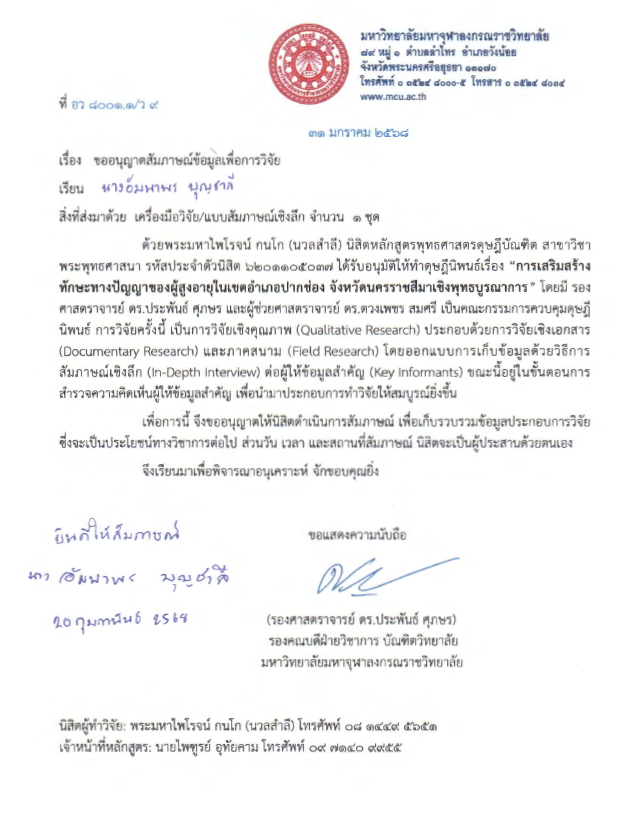 มหาวิทยาลัยมหาจุฬาลงกรณราชวิทยาลัย
๗๙ หมู่ ๑ ตำบลลำไทร อำเภอวังน้อย
จังหวัดพระนครศรีอยุธยา ๑๓๑๗๐
โทรศัพท์ ๐ ๓๕๒๔ ๘๐๐๐-๕ โทรสาร ๐ ๓๕๒๔ ๘๐๓๔
www.mcu.ac.th
ที่ อว ๘๐๐๑.๑/ว ๙
๓๑ มกราคม ๒๕๖๘
เรื่อง ขออนุญาตสัมภาษณ์ข้อมูลเพื่อการวิจัย
เรียน นางอัมพาพร บุญชาลี
สิ่งที่ส่งมาด้วย เครื่องมือวิจัย/แบบสัมภาษณ์เชิงลึก จำนวน ๑ ชุด
ด้วยพระมหาไพโรจน์ กนโก (นวลสำลี) นิสิตหลักสูตรพุทธศาสตรดุษฎีบัณฑิต สาขาวิชา
พระพุทธศาสนา รหัสประจำตัวนิสิต ๖๒๐๑๑๐๕๐๓๗ ได้รับอนุมัติให้ทำดุษฎีนิพนธ์เรื่อง “การเสริมสร้าง
ทักษะทางปัญญาของผู้สูงอายุในเขตอำเภอปากช่อง จังหวัดนครราชสีมาเชิงพุทธบูรณาการ” โดยมี รอง
ศาสตราจารย์ ดร.ประพันธ์ ศุภษร และผู้ช่วยศาสตราจารย์ ดร.ดวงเพชร สมศรี เป็นคณะกรรมการควบคุมดุษฎี
นิพนธ์ การวิจัยครั้งนี้ เป็นการวิจัยเชิงคุณภาพ (Qualitative Research) ประกอบด้วยการวิจัยเชิงเอกสาร
(Documentary Research) และภาคสนาม (Field Research) โดยออกแบบการเก็บข้อมูลด้วยวิธีการ
สัมภาษณ์เชิงลึก (In-Depth Interview) ต่อผู้ให้ข้อมูลสำคัญ (Key Informants) ขณะนี้อยู่ในขั้นตอนการ
สำรวจความคิดเห็นผู้ให้ข้อมูลสำคัญ เพื่อนำมาประกอบการทำวิจัยให้สมบูรณ์ยิ่งขึ้น
เพื่อการนี้ จึงขออนุญาตให้นิสิตดำเนินการสัมภาษณ์ เพื่อเก็บรวบรวมข้อมูลประกอบการวิจัย
ซึ่งจะเป็นประโยชน์ทางวิชาการต่อไป ส่วนวัน เวลา และสถานที่สัมภาษณ์ นิสิตจะเป็นผู้ประสานด้วยตนเอง
จึงเรียนมาเพื่อพิจารณาอนุเคราะห์ จักขอบคุณยิ่ง
ยินดีให้สัมภาษณ์
ขอแสดงความนับถือ
นาง อัมพาพร บุญชาลี
20 กุมภาพันธ์ 2568
(รองศาสตราจารย์ ดร.ประพันธ์ ศุภษร)
รองคณบดีฝ่ายวิชาการ บัณฑิตวิทยาลัย
มหาวิทยาลัยมหาจุฬาลงกรณราชวิทยาลัย
นิสิตผู้ทำวิจัย: พระมหาไพโรจน์ กนโก (นวลสำลี) โทรศัพท์ ๐๘ ๑๔๔๙ ๕๖๕๑
เจ้าหน้าที่หลักสูตร: นายไพฑูรย์ อุทัยคาม โทรศัพท์ ๐๙ ๗๑๔๐ ๙๙๕๕